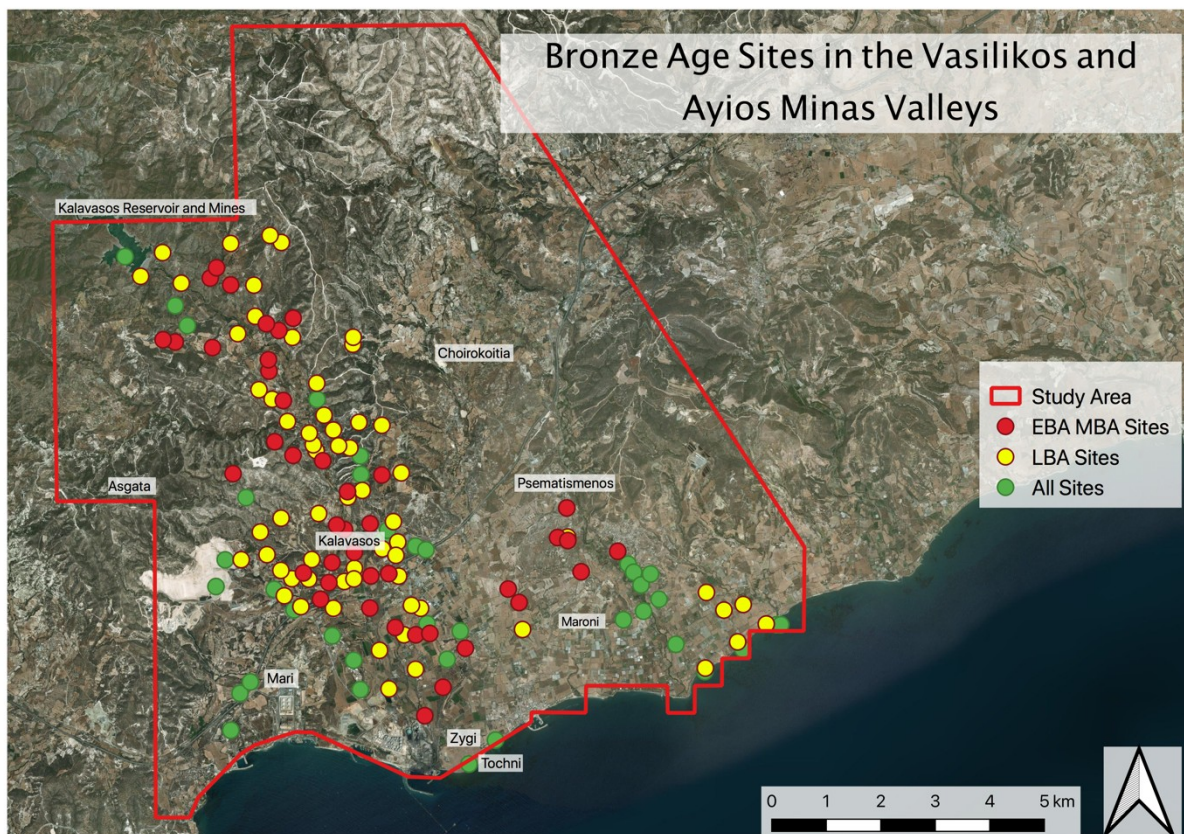 Bronze Age Sites in the Vasilikos and
Ayios Minas Valleys
Kalavasos Reservoir and Mines
Choirokoitia
Study Area
EBA MBA Sites
LBA Sites
All Sites
Asgata
Psematismenos
Kalavasos
Maroni
Mari
Zygi
Tochni
0 1 2 3 4 5 km